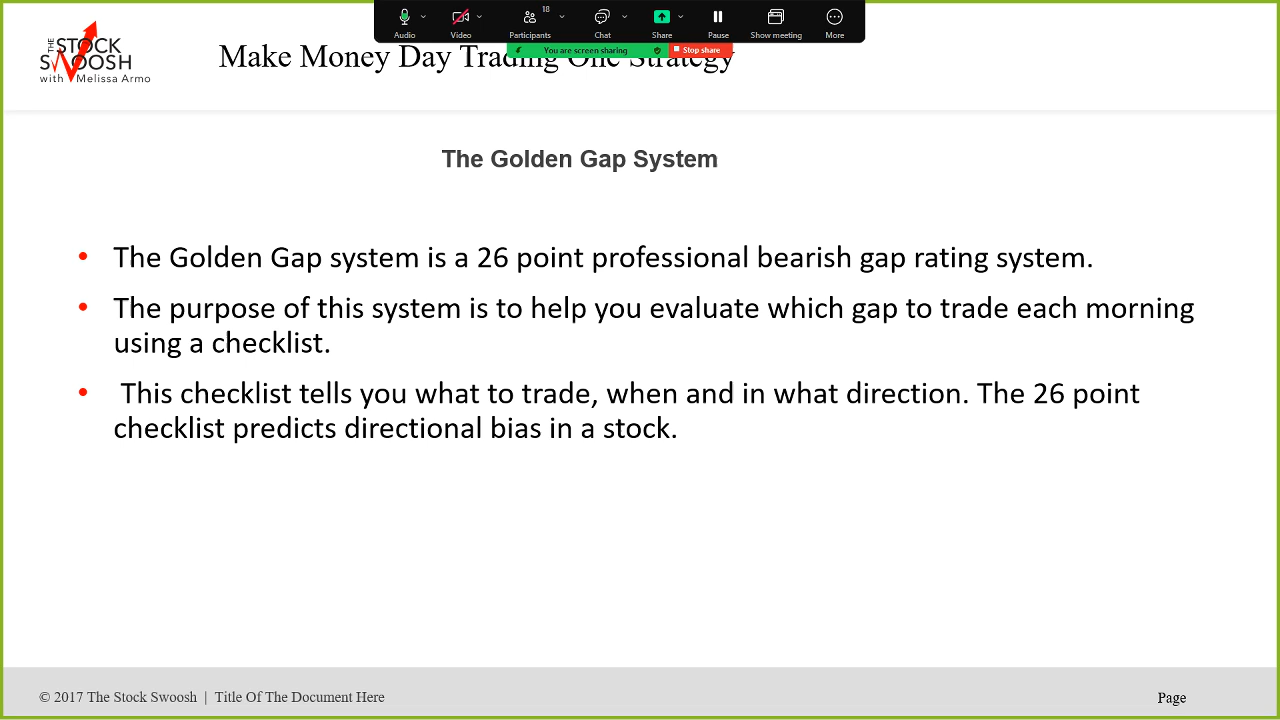 18
Audio Video Participants Chat Share Pause Show meeting More
You are screen sharing Stop share
THE STOCK SWOOSH
with Melissa Armo
Make Money Day Trading One Strategy
The Golden Gap System
• The Golden Gap system is a 26 point professional bearish gap rating system.
• The purpose of this system is to help you evaluate which gap to trade each morning
using a checklist.
• This checklist tells you what to trade, when and in what direction. The 26 point
checklist predicts directional bias in a stock.
© 2017 The Stock Swoosh | Title Of The Document Here
Page